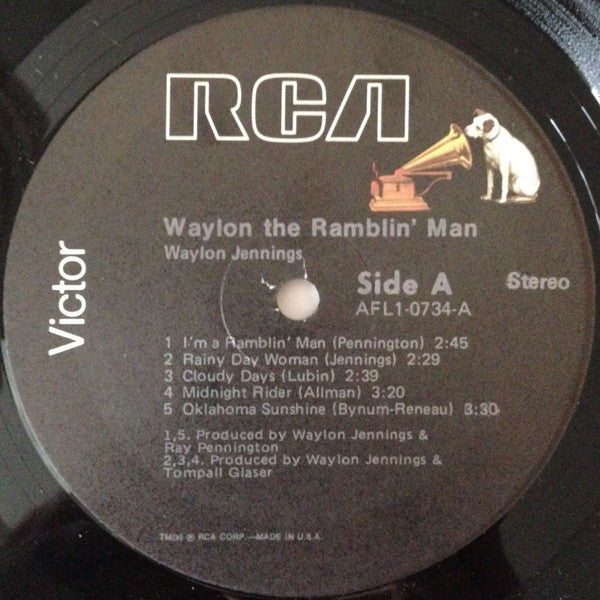 RCA
Victor
Waylon the Ramblin' Man
Waylon Jennings
Side A
Stereo
AFL1-0734-A
1 I'm a Ramblin' Man (Pennington) 2:45
2 Rainy Day Woman (Jennings) 2:29
3 Cloudy Days (Lubin) 2:39
4 Midnight Rider (Allman) 3:20
5 Oklahoma Sunshine (Bynum-Reneau) 3:30
1,5. Produced by Waylon Jennings &
Ray Pennington
2,3,4. Produced by Waylon Jennings &
Tompall Glaser
TM(s) ® RCA CORP.—MADE IN U.S.A.